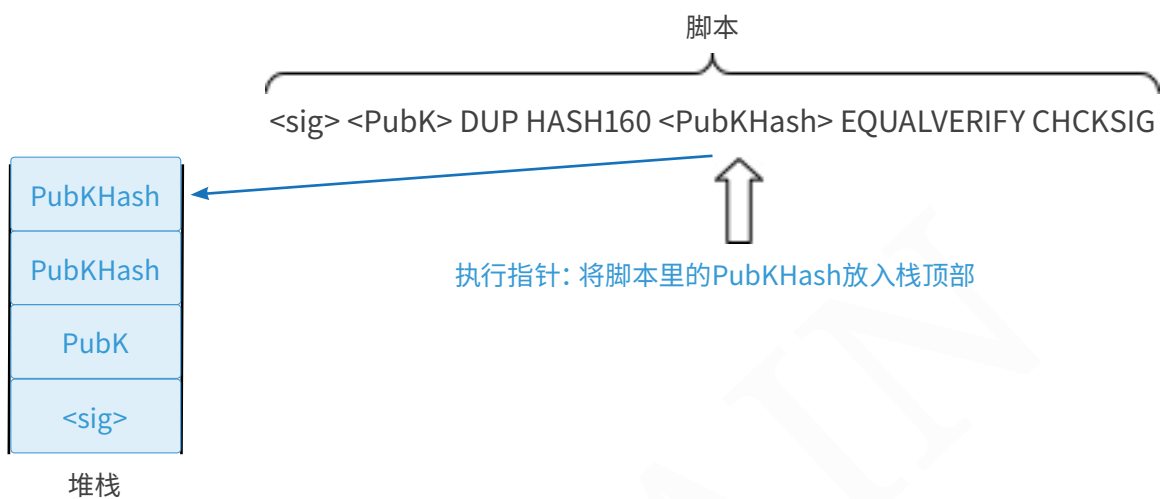 脚本
<sig> <PubK> DUP HASH160 <PubKHash> EQUALVERIFY CHCKSIG
PubKHash
PubKHash
PubK
<sig>
堆栈
执行指针：将脚本里的PubKHash放入栈顶部